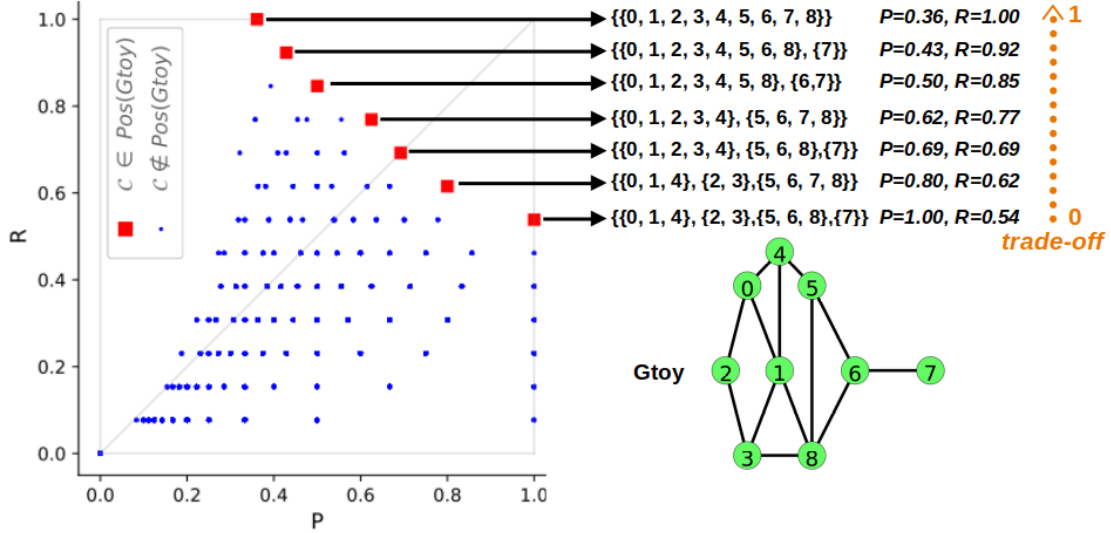 1.0
0.8
0.6
0.4
0.2
0.0
R
0.0 0.2 0.4 0.6 0.8 1.0
P
C ∈ Pos(Gtoy)
C ∉ Pos(Gtoy)
{{0, 1, 2, 3, 4, 5, 6, 7, 8}} P=0.36, R=1.00
{{0, 1, 2, 3, 4, 5, 6, 8}, {7}} P=0.43, R=0.92
{{0, 1, 2, 3, 4, 5, 8}, {6,7}} P=0.50, R=0.85
{{0, 1, 2, 3, 4}, {5, 6, 7, 8}} P=0.62, R=0.77
{{0, 1, 2, 3, 4}, {5, 6, 8},{7}} P=0.69, R=0.69
{{0, 1, 4}, {2, 3},{5, 6, 7, 8}} P=0.80, R=0.62
{{0, 1, 4}, {2, 3},{5, 6, 8},{7}} P=1.00, R=0.54
1
0
trade-off
Gtoy
4
0 5
2 1 6 7
3 8